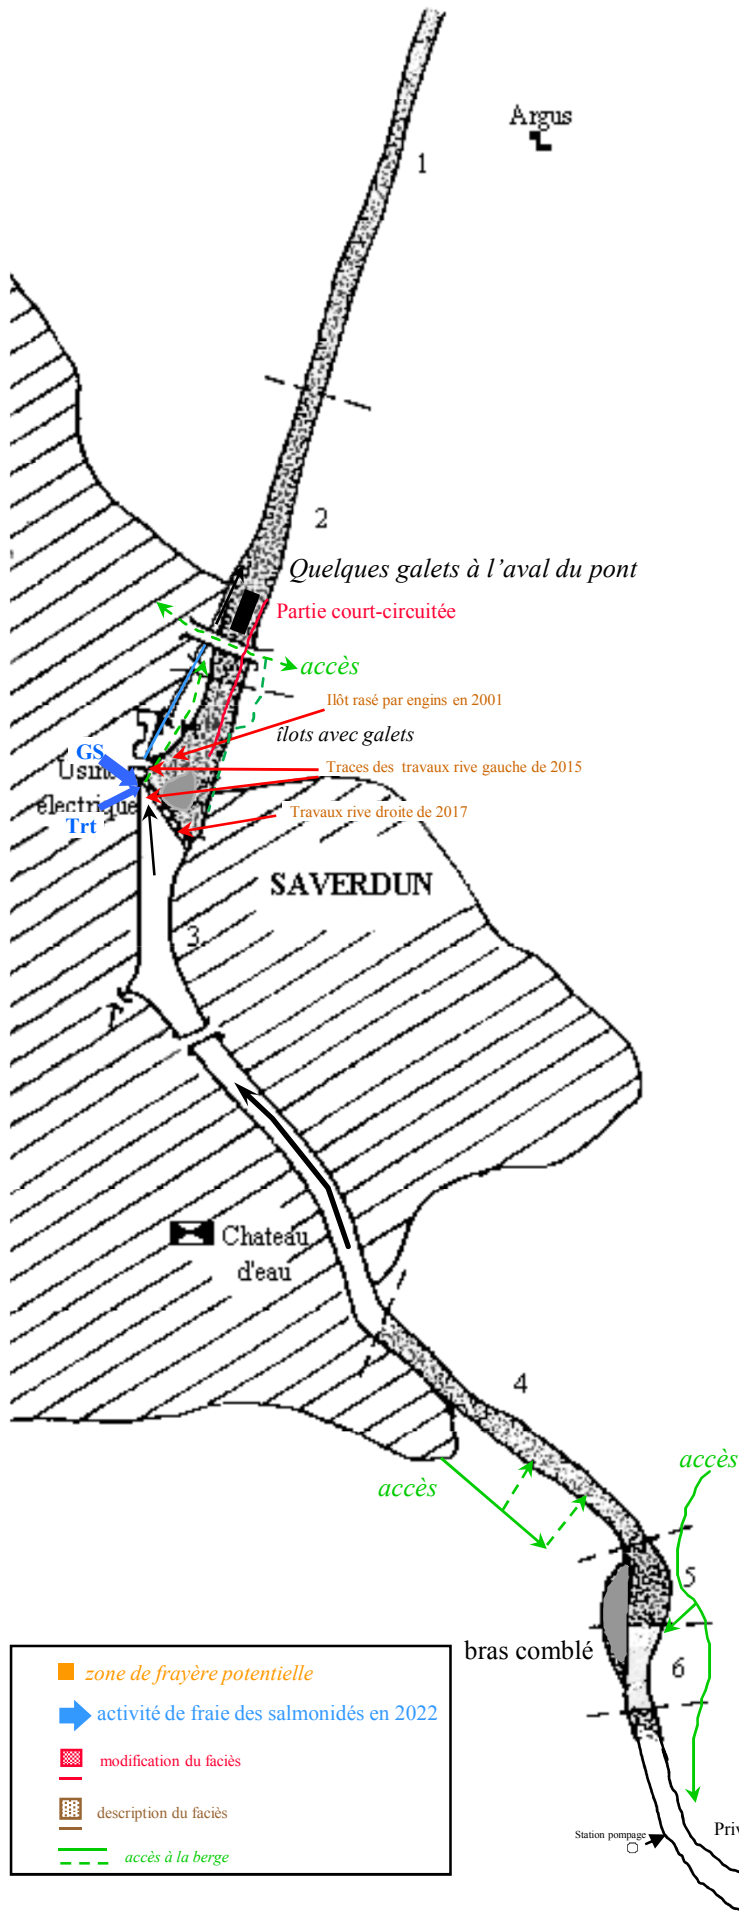 Argus
1
2
Quelques galets à l’aval du pont
Partie court-circuitée
accès
Ilôt rasé par engins en 2001
îlots avec galets
GS
Usine
Traces des travaux rive gauche de 2015
électrique
Travaux rive droite de 2017
Trt
SAVERDUN
3
Chateau
d'eau
4
accès
accès
5
bras comblé
6
zone de frayère potentielle
activité de fraie des salmonidés en 2022
modification du faciès
description du faciès
accès à la berge
Station pompage
Priv